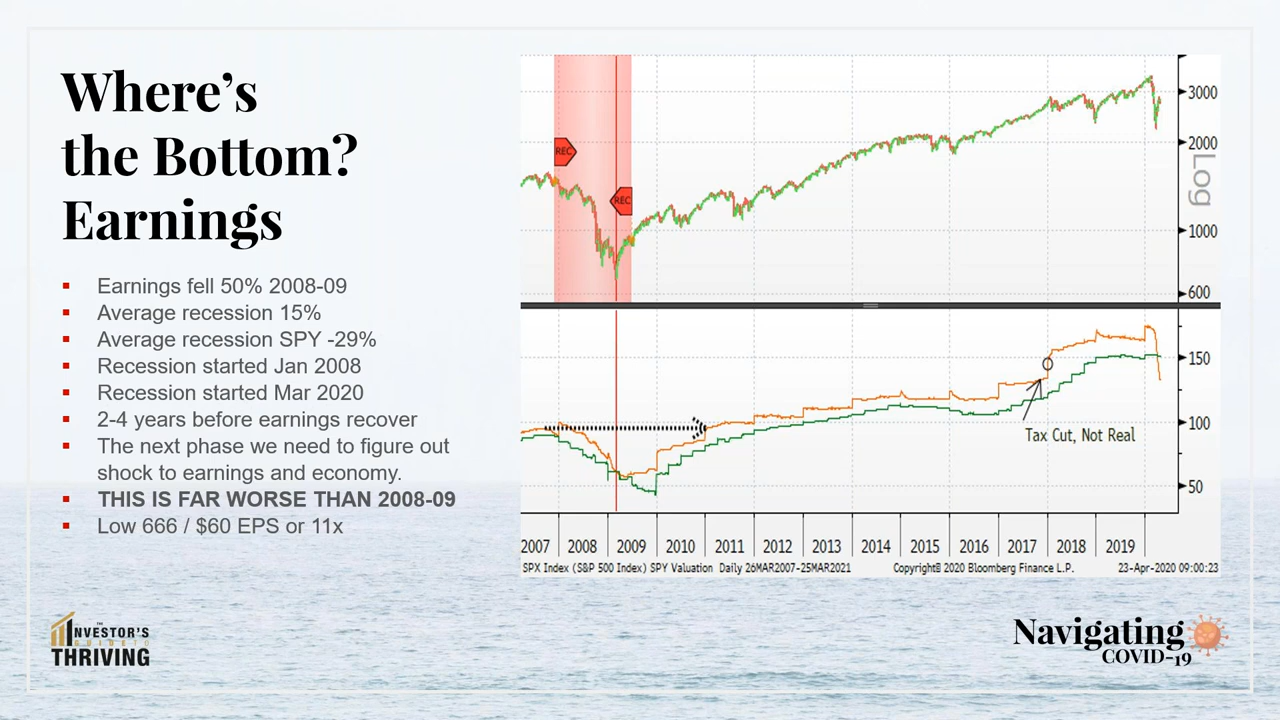 Where's
the Bottom?
Earnings
▪ Earnings fell 50% 2008-09
▪ Average recession 15%
▪ Average recession SPY -29%
▪ Recession started Jan 2008
▪ Recession started Mar 2020
▪ 2-4 years before earnings recover
▪ The next phase we need to figure out
shock to earnings and economy.
▪ THIS IS FAR WORSE THAN 2008-09
▪ Low 666 / $60 EPS or 11x
REC
REC
3000
2000
Log
1000
600
150
100
50
Tax Cut, Not Real
2007 2008 2009 2010 2011 2012 2013 2014 2015 2016 2017 2018 2019
SPX Index (S&P 500 Index) SPY Valuation Daily 26MAR2007-25MAR2021 Copyright© 2020 Bloomberg Finance L.P. 23-Apr-2020 09:00:23
THE
INVESTOR'S
GUIDE TO
THRIVING
Navigating
COVID-19